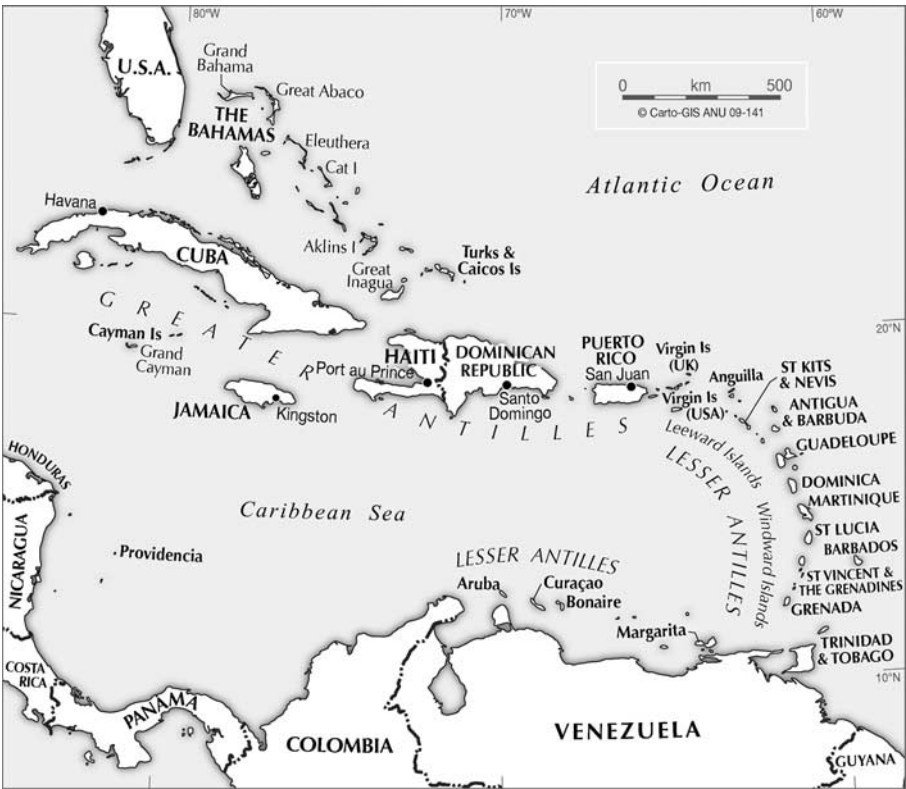 80°W
70°W
60°W
U.S.A.
Grand
Bahama
Great Abaco
THE
BAHAMAS
Eleuthera
Cat I
0 km 500
© Carto-GIS ANU 09-141
Atlantic Ocean
Havana
CUBA
Aklins I
Great
Inagua
Turks &
Caicos Is
20°N
GREATER ANTILLES
Cayman Is
Grand
Cayman
JAMAICA
Kingston
HAITI
Port au Prince
DOMINICAN
REPUBLIC
Santo
Domingo
PUERTO
RICO
San Juan
Virgin Is
(UK)
Virgin Is
(USA)
Anguilla
ST KITS
& NEVIS
ANTIGUA
& BARBUDA
GUADELOUPE
Leeward Islands
LESSER ANTILLES
Windward Islands
DOMINICA
MARTINIQUE
ST LUCIA
BARBADOS
ST VINCENT &
THE GRENADINES
GRENADA
HONDURAS
NICARAGUA
Caribbean Sea
Providencia
LESSER ANTILLES
Aruba
Curaçao
Bonaire
Margarita
TRINIDAD
& TOBAGO
10°N
COSTA
RICA
PANAMA
COLOMBIA
VENEZUELA
GUYANA